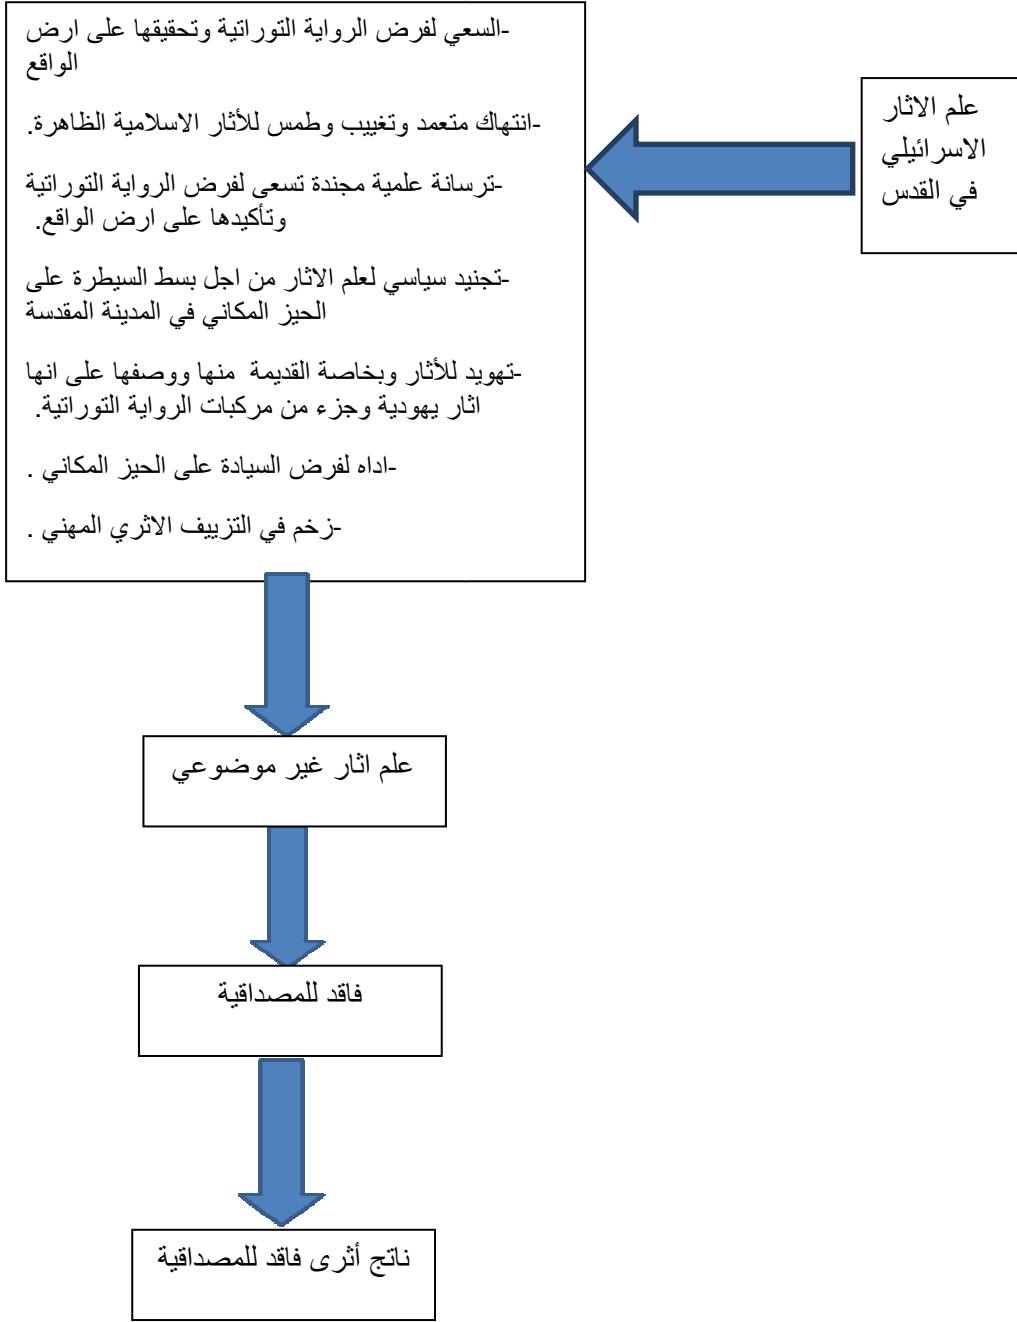 علم الاثار
الاسرائيلي
في القدس
-السعي لفرض الرواية التوراتية وتحقيقها على ارض
الواقع
-انتهاك متعمد وتغييب وطمس للأثار الاسلامية الظاهرة.
-ترسانة علمية مجندة تسعى لفرض الرواية التوراتية
وتأكيدها على ارض الواقع.
-تجنيد سياسي لعلم الاثار من اجل بسط السيطرة على
الحيز المكاني في المدينة المقدسة
-تهويد للأثار وبخاصة القديمة منها ووصفها على انها
اثار يهودية وجزء من مركبات الرواية التوراتية.
-اداه لفرض السيادة على الحيز المكاني .
-زخم في التزييف الاثري المهني .
علم اثار غير موضوعي
فاقد للمصداقية
ناتج أثرى فاقد للمصداقية